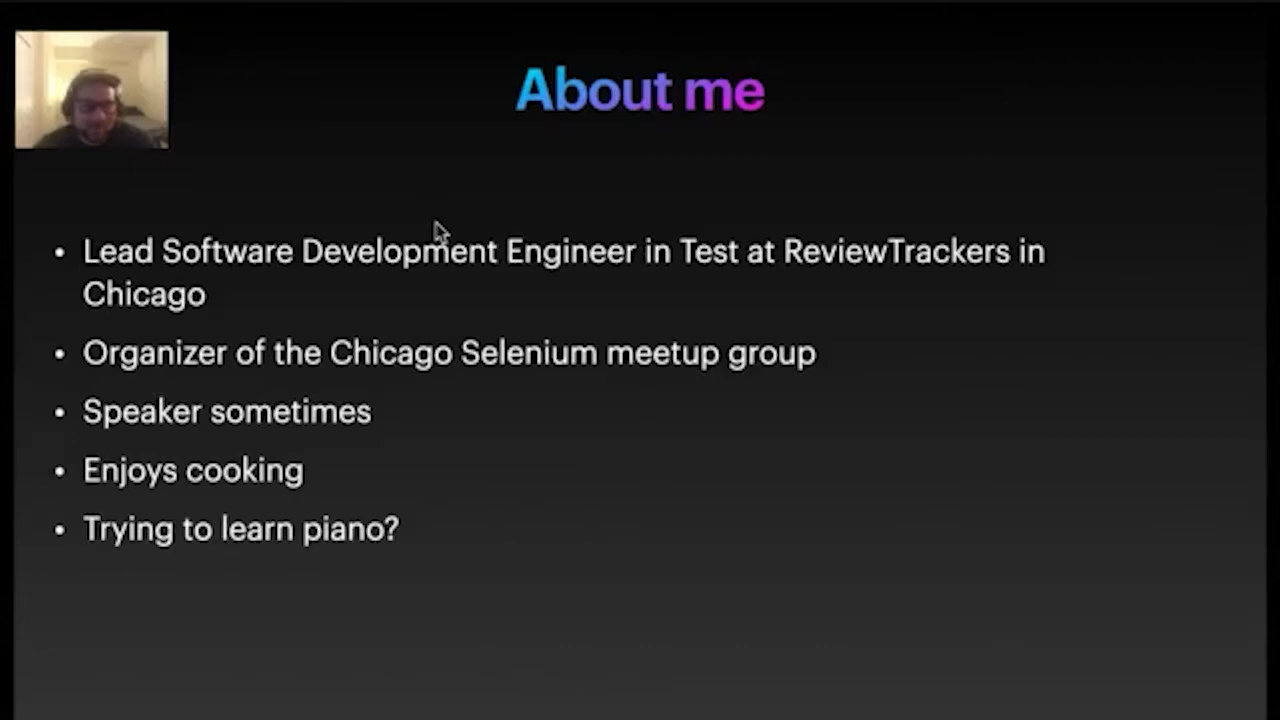 About me
• Lead Software Development Engineer in Test at ReviewTrackers in
Chicago
• Organizer of the Chicago Selenium meetup group
• Speaker sometimes
• Enjoys cooking
• Trying to learn piano?